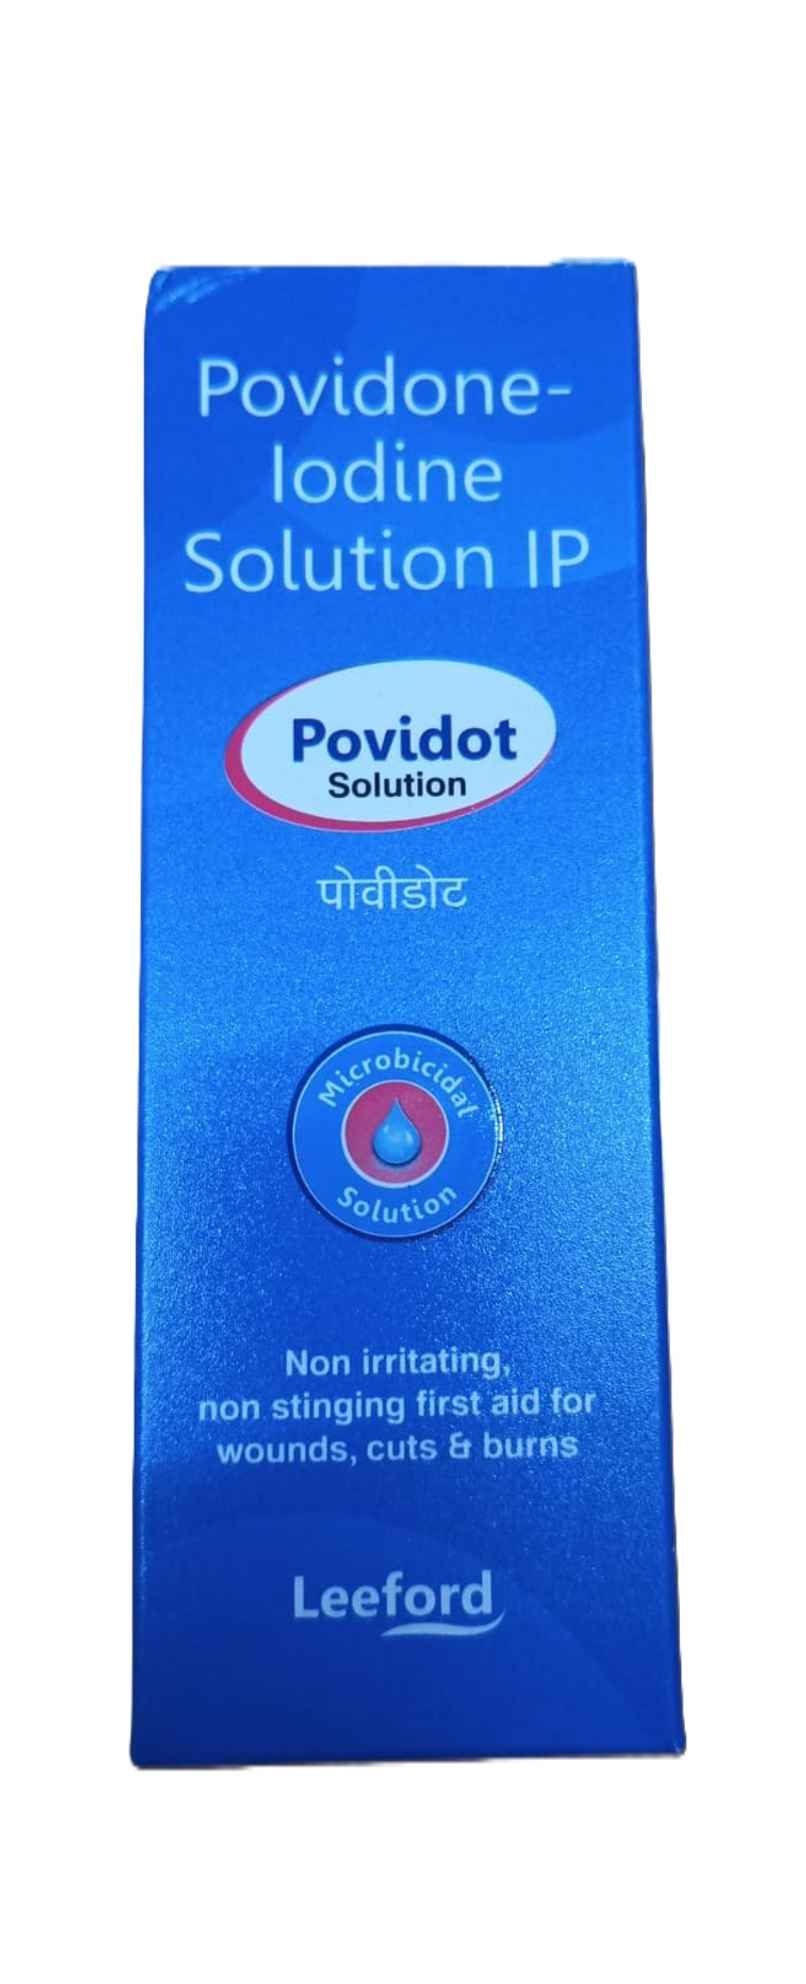 Povidone-
Iodine
Solution IP
Povidot
Solution
पोवीडोट
Microbicidal
Solution
Non irritating,
non stinging first aid for
wounds, cuts & burns
Leeford